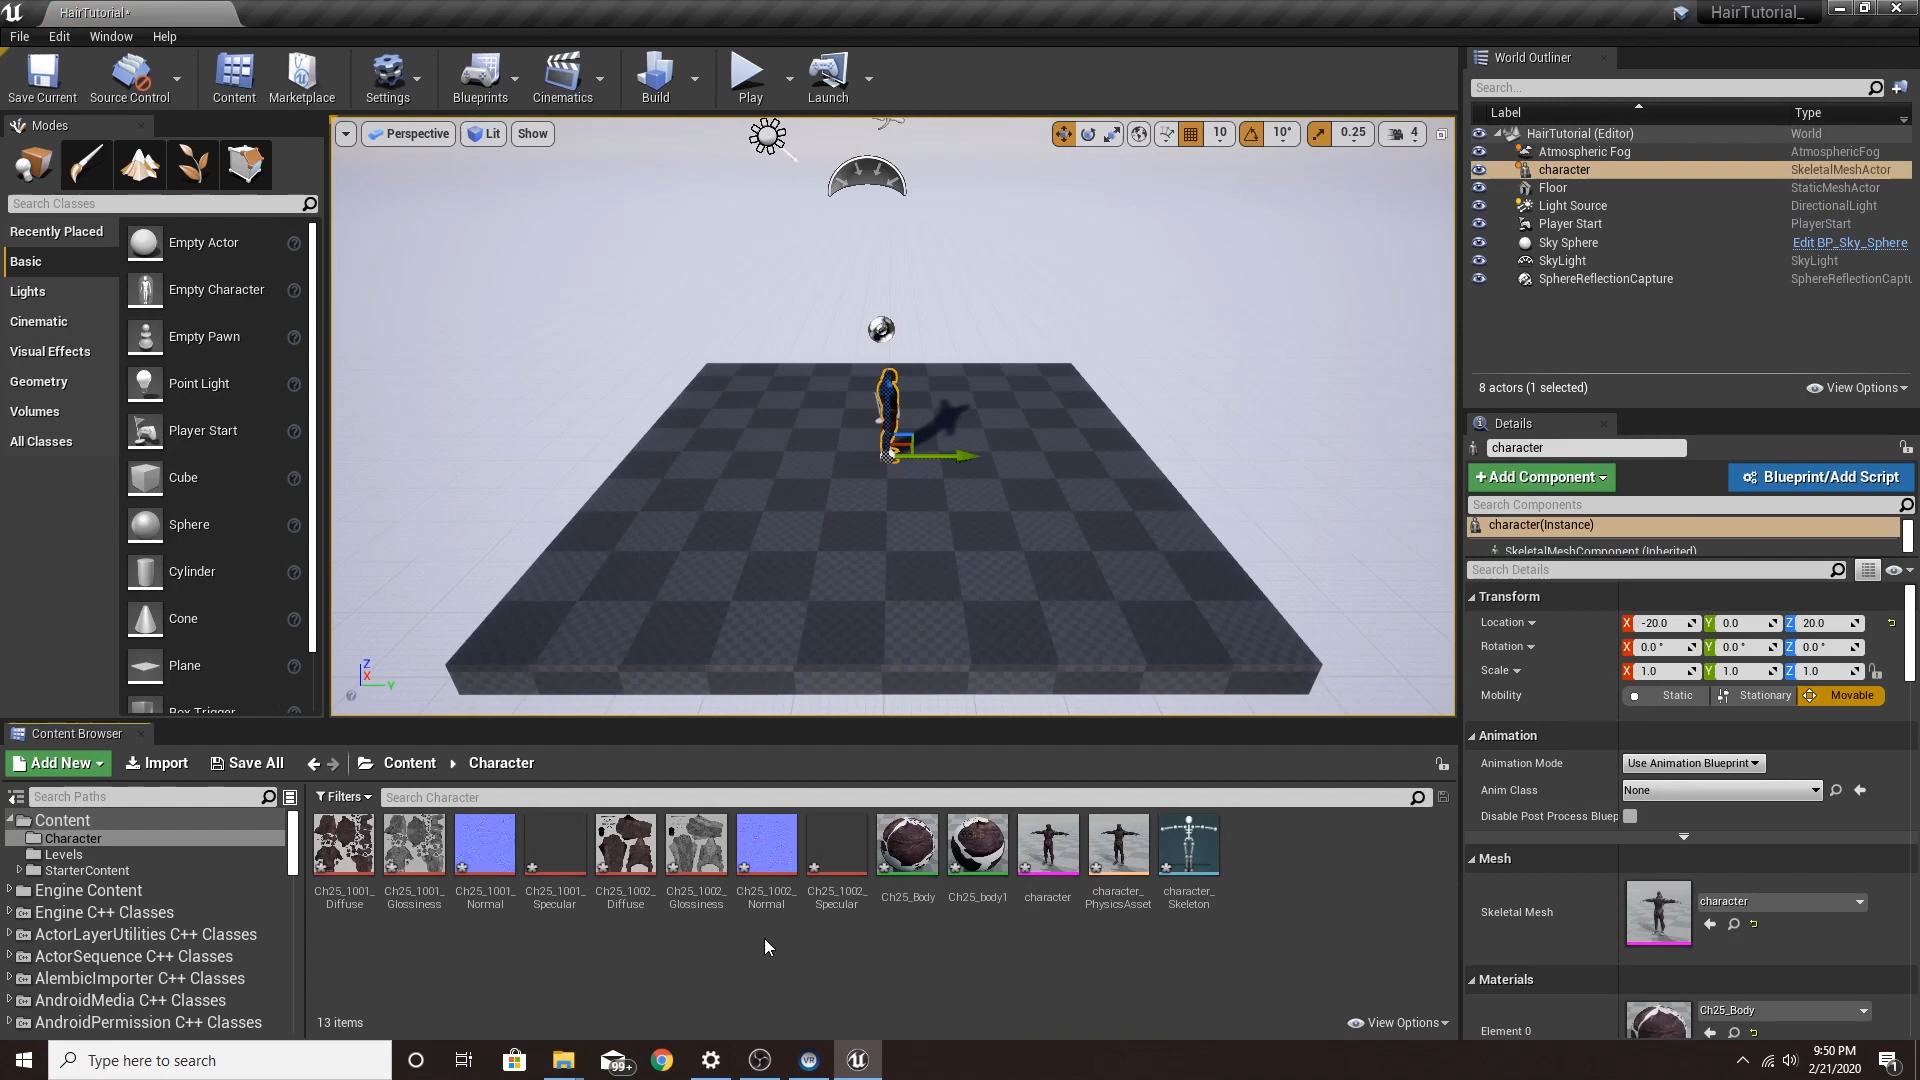 HairTutorial*
HairTutorial_
File Edit Window Help
Save Current
Source Control
Content
Marketplace
Settings
Blueprints
Cinematics
Build
Play
Launch
Modes
Search Classes
Recently Placed
Basic
Lights
Cinematic
Visual Effects
Geometry
Volumes
All Classes
Empty Actor
Empty Character
Empty Pawn
Point Light
Player Start
Cube
Sphere
Cylinder
Cone
Plane
Box Trigger
Perspective
Lit
Show
10
10°
0.25
4
Z
X
Y
World Outliner
Search...
Label Type
HairTutorial (Editor) World
Atmospheric Fog AtmosphericFog
character SkeletalMeshActor
Floor StaticMeshActor
Light Source DirectionalLight
Player Start PlayerStart
Sky Sphere Edit BP_Sky_Sphere
SkyLight SkyLight
SphereReflectionCapture SphereReflectionCaptu
8 actors (1 selected)
View Options
Details
character
+Add Component
Blueprint/Add Script
Search Components
character(Instance)
SkeletalMeshComponent (Inherited)
Search Details
Transform
Location X -20.0 Y 0.0 Z 20.0
Rotation X 0.0 ° Y 0.0 ° Z 0.0 °
Scale X 1.0 Y 1.0 Z 1.0
Mobility Static Stationary Movable
Animation
Animation Mode Use Animation Blueprint
Anim Class None
Disable Post Process Bluep
Mesh
Skeletal Mesh character
Materials
Element 0 Ch25_Body
Content Browser
Add New
Import
Save All
Content
Character
Search Paths
Filters
Search Character
Content
Character
Levels
StarterContent
Engine Content
Engine C++ Classes
ActorLayerUtilities C++ Classes
ActorSequence C++ Classes
AlembicImporter C++ Classes
AndroidMedia C++ Classes
AndroidPermission C++ Classes
Ch25_1001_
Diffuse
Ch25_1001_
Glossiness
Ch25_1001_
Normal
Ch25_1001_
Specular
Ch25_1002_
Diffuse
Ch25_1002_
Glossiness
Ch25_1002_
Normal
Ch25_1002_
Specular
Ch25_Body
Ch25_body1
character
character_
PhysicsAsset
character_
Skeleton
13 items
View Options
Type here to search
99+
VR
9:50 PM
2/21/2020
1